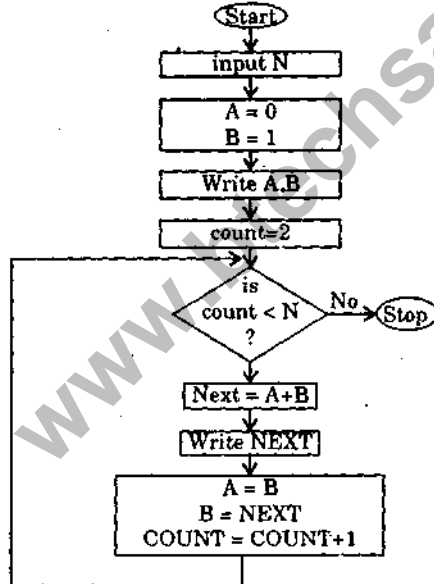 Start
input N
A = 0
B = 1
Write A,B
count=2
is
count < N
?
No
Stop
Next = A+B
Write NEXT
A = B
B = NEXT
COUNT = COUNT+1